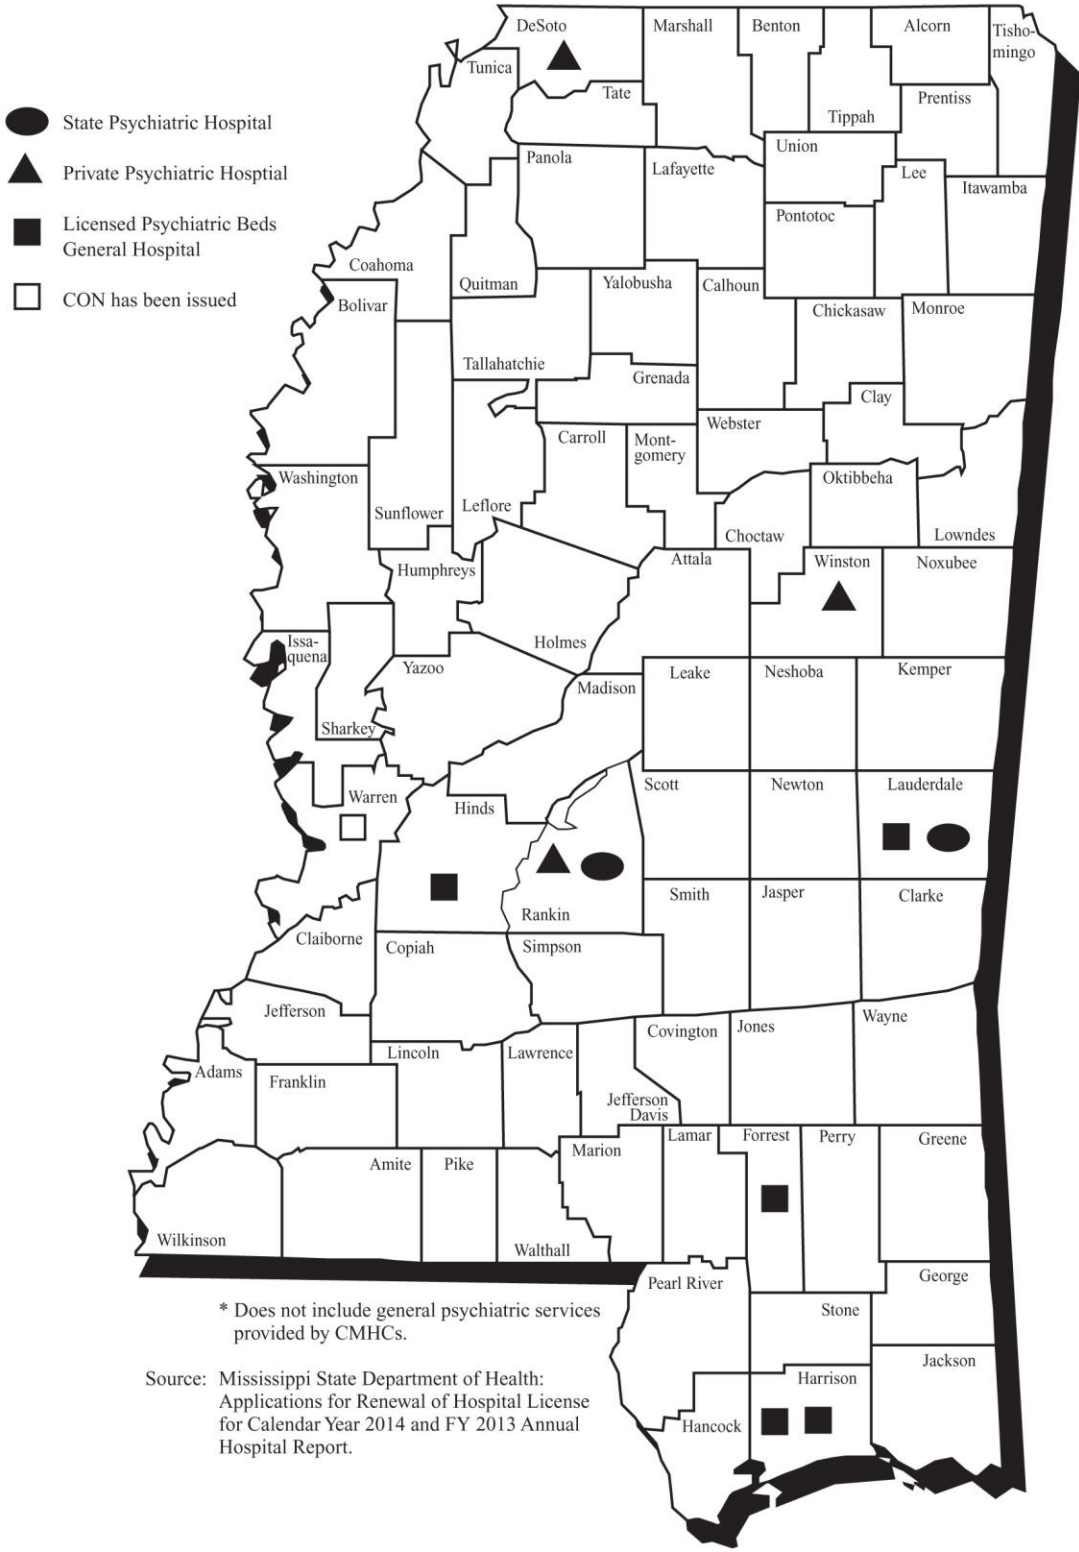 State Psychiatric Hospital
Private Psychiatric Hosptial
Licensed Psychiatric Beds
General Hospital
CON has been issued
DeSoto
Marshall
Benton
Alcorn
Tisho-
mingo
Tunica
Tate
Tippah
Prentiss
Panola
Lafayette
Union
Lee
Itawamba
Pontotoc
Coahoma
Quitman
Yalobusha
Calhoun
Bolivar
Chickasaw
Monroe
Tallahatchie
Grenada
Clay
Webster
Carroll
Mont-
gomery
Washington
Sunflower
Leflore
Oktibbeha
Choctaw
Lowndes
Humphreys
Attala
Winston
Noxubee
Issa-
quena
Holmes
Yazoo
Madison
Leake
Neshoba
Kemper
Sharkey
Warren
Hinds
Scott
Newton
Lauderdale
Rankin
Smith
Jasper
Clarke
Claiborne
Copiah
Simpson
Jefferson
Covington
Jones
Wayne
Adams
Franklin
Lincoln
Lawrence
Jefferson
Davis
Marion
Lamar
Forrest
Perry
Greene
Amite
Pike
Wilkinson
Walthall
Pearl River
George
Stone
Jackson
Harrison
Hancock
* Does not include general psychiatric services
provided by CMHCs.
Source: Mississippi State Department of Health:
Applications for Renewal of Hospital License
for Calendar Year 2014 and FY 2013 Annual
Hospital Report.